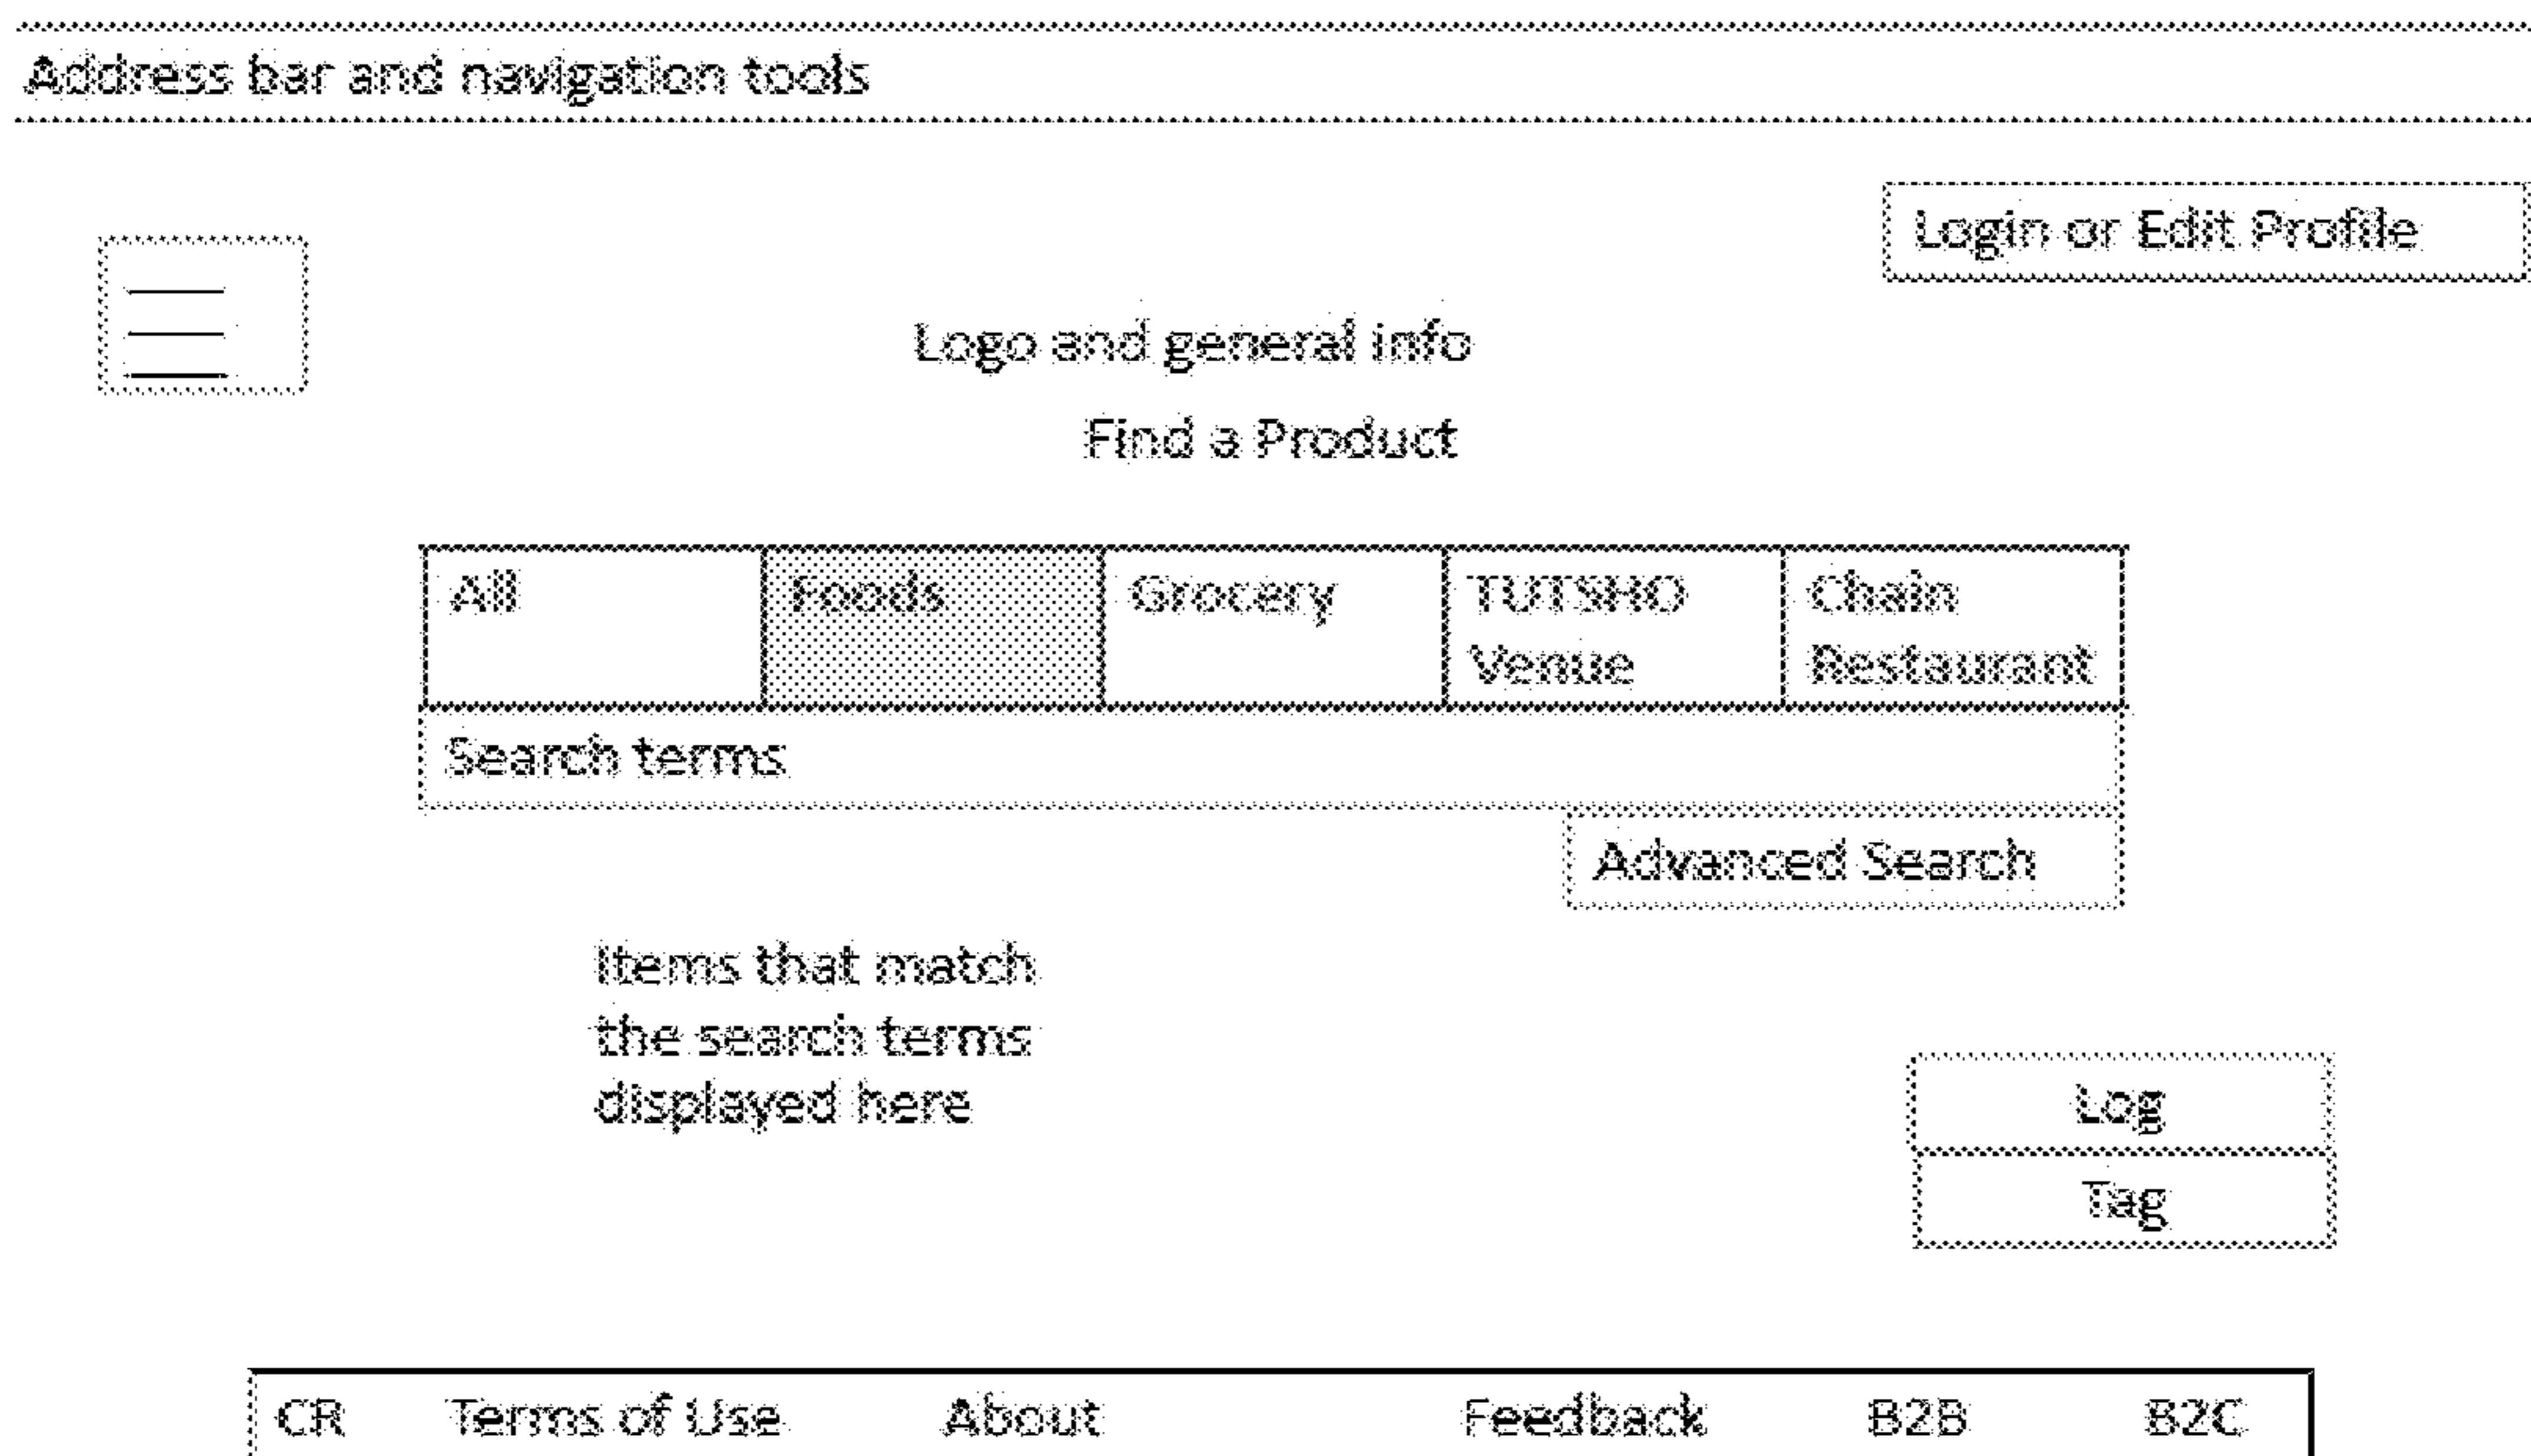 Address bar and navigation tools
Login or Edit Profile
Logo and general info
Find a Product
All Foods Grocery TUTSHO Venue Chain Restaurant
Search terms
Advanced Search
Items that match
the search terms
displayed here
Log
Tag
CR Terms of Use About Feedback B2B B2C